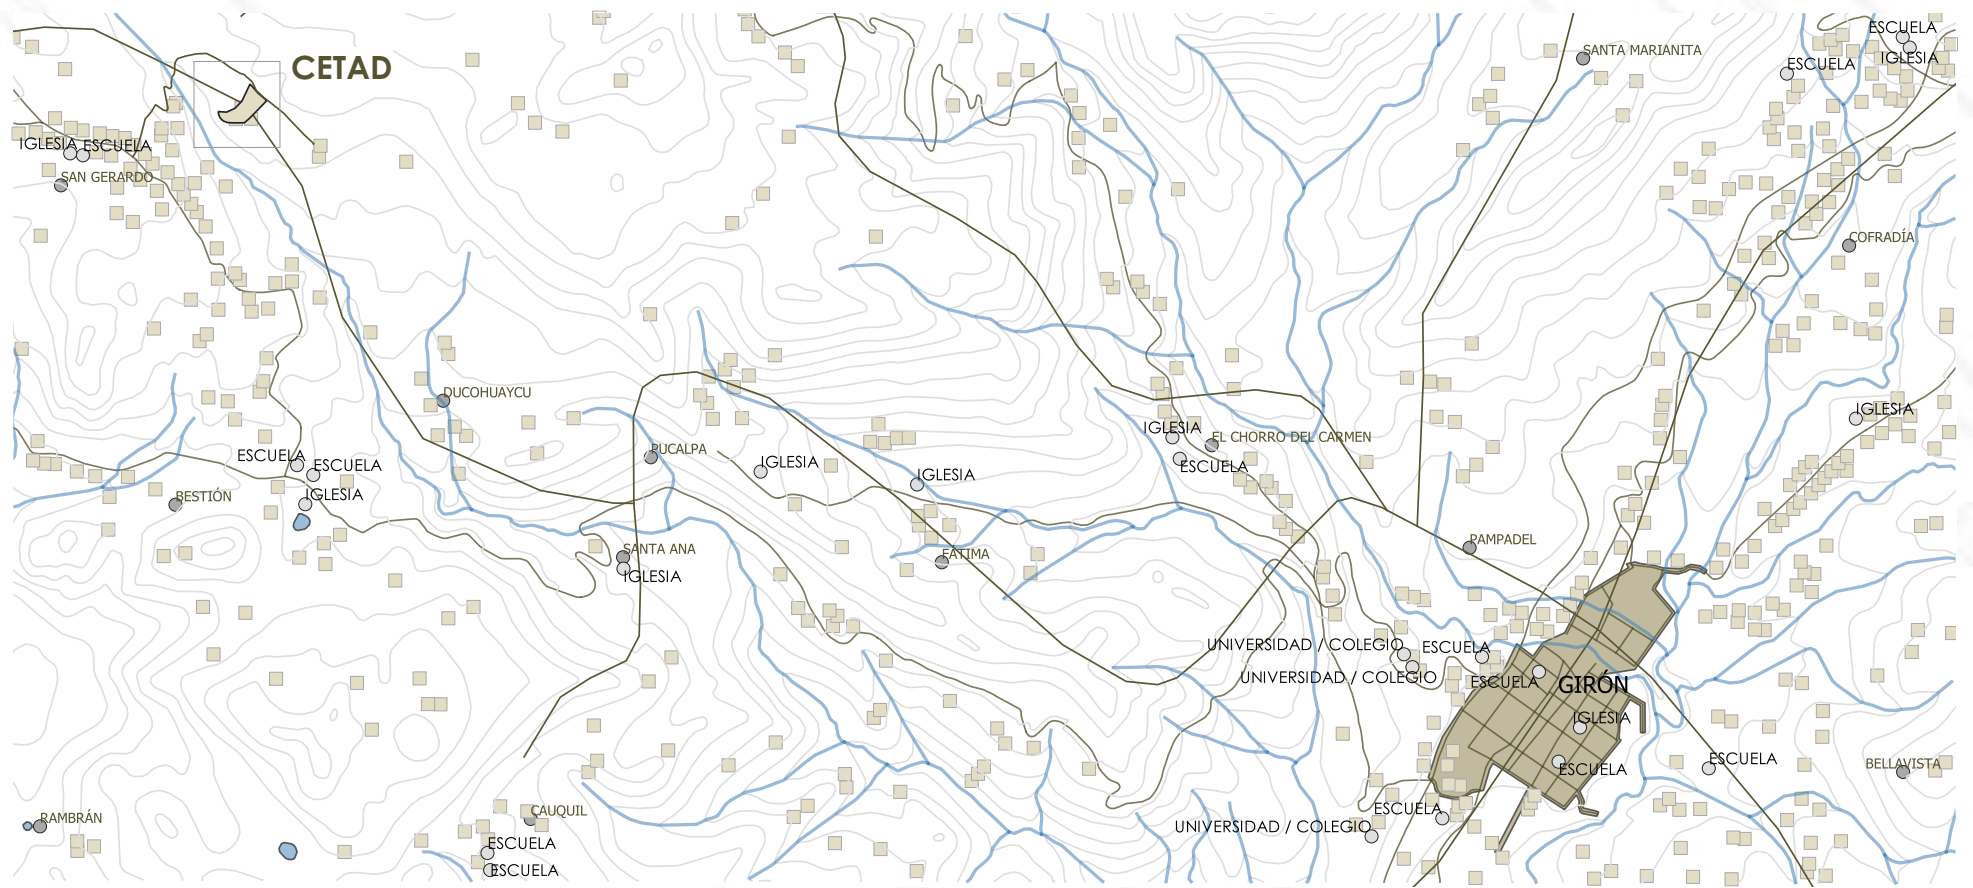 ESCUELA
SANTA MARIANITA
IGLESIA
ESCUELA
CETAD
IGLESIA
ESCUELA
SAN GERARDO
COFRADÍA
DUCOHUAYCU
IGLESIA
IGLESIA
EL CHORRO DEL CARMEN
PUCALPA
ESCUELA
ESCUELA
IGLESIA
ESCUELA
IGLESIA
BESTIÓN
IGLESIA
PAMPADEL
SANTA ANA
FÁTIMA
IGLESIA
UNIVERSIDAD / COLEGIO
ESCUELA
UNIVERSIDAD / COLEGIO
ESCUELA
GIRÓN
IGLESIA
ESCUELA
BELLAVISTA
ESCUELA
ESCUELA
CAUQUIL
RAMBRÁN
UNIVERSIDAD / COLEGIO
ESCUELA
ESCUELA